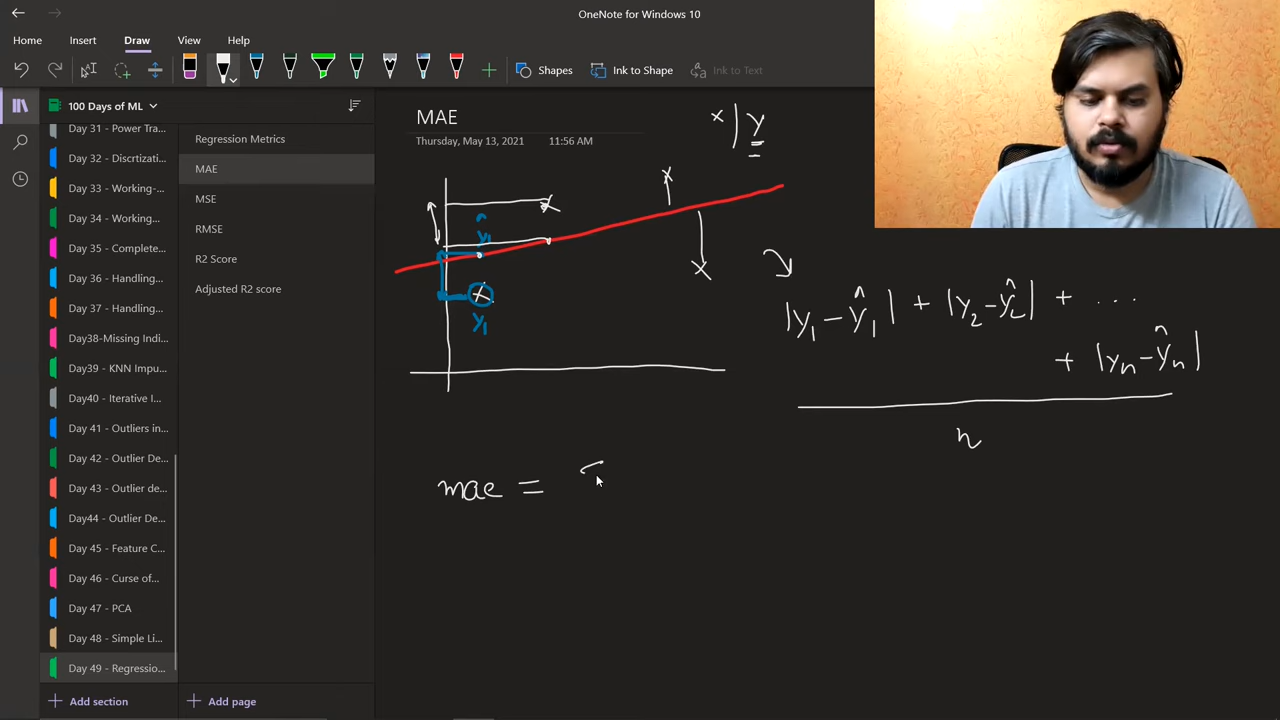 OneNote for Windows 10
Home Insert Draw View Help
Shapes Ink to Shape Ink to Text
100 Days of ML
Day 31 - Power Tra...
Day 32 - Discrtizati...
Day 33 - Working-...
Day 34 - Working...
Day 35 - Complete...
Day 36 - Handling...
Day 37 - Handling...
Day38-Missing Indi...
Day39 - KNN Impu...
Day40 - Iterative I...
Day 41 - Outliers in...
Day 42 - Outlier De...
Day 43 - Outlier de...
Day44 - Outlier Det...
Day 45 - Feature C...
Day 46 - Curse of...
Day 47 - PCA
Day 48 - Simple Li...
Day 49 - Regressio...
Add section
Regression Metrics
MAE
MSE
RMSE
R2 Score
Adjusted R2 score
Add page
MAE
Thursday, May 13, 2021 11:56 AM
x | y
ŷ₁
y₁
|y₁ - ŷ₁| + |y₂ - ŷ₂| + ...
+ |yₙ - ŷₙ|
n
mae =